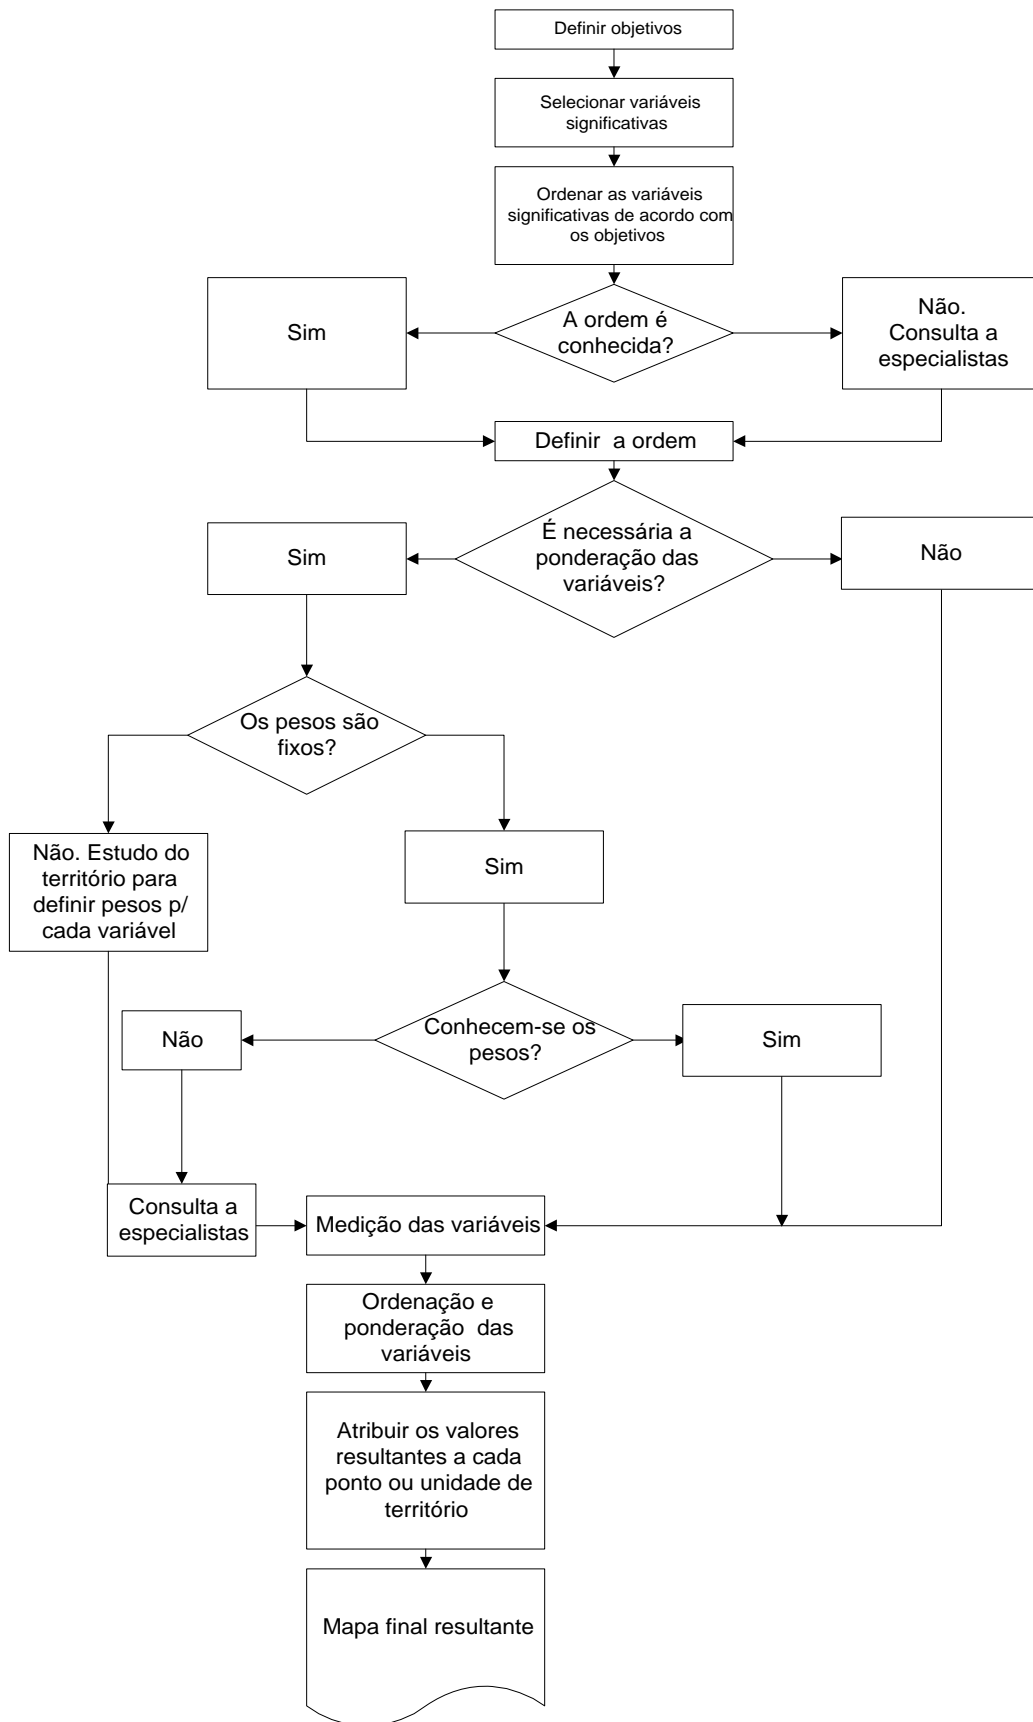 Definir objetivos
Selecionar variáveis
significativas
Ordenar as variáveis
significativas de acordo com
os objetivos
Sim
A ordem é
conhecida?
Não.
Consulta a
especialistas
Definir a ordem
Sim
É necessária a
ponderação das
variáveis?
Não
Os pesos são
fixos?
Não. Estudo do
território para
definir pesos p/
cada variável
Sim
Não
Conhecem-se os
pesos?
Sim
Consulta a
especialistas
Medição das variáveis
Ordenação e
ponderação das
variáveis
Atribuir os valores
resultantes a cada
ponto ou unidade de
território
Mapa final resultante